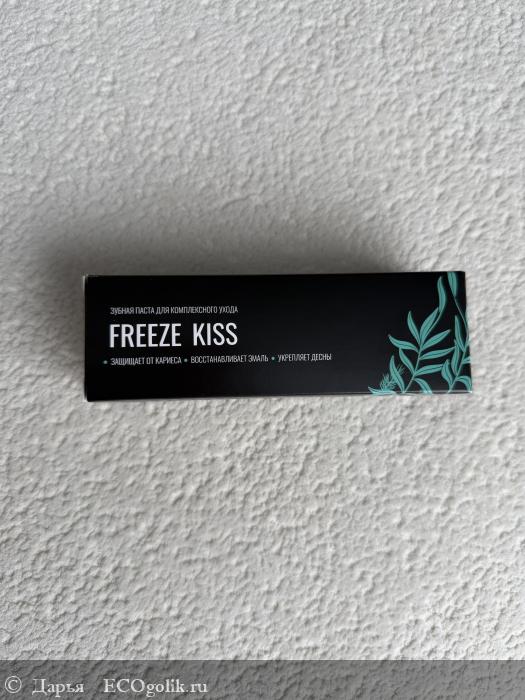 ЗУБНАЯ ПАСТА ДЛЯ КОМПЛЕКСНОГО УХОДА
FREEZE KISS
• ЗАЩИЩАЕТ ОТ КАРИЕСА • ВОССТАНАВЛИВАЕТ ЭМАЛЬ • УКРЕПЛЯЕТ ДЕСНЫ
© Дарья ECOgolik.ru